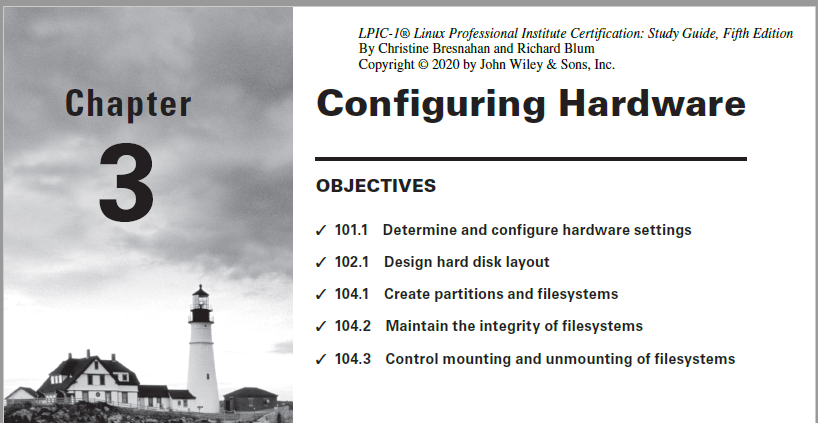 LPIC-1® Linux Professional Institute Certification: Study Guide, Fifth Edition
By Christine Bresnahan and Richard Blum
Copyright © 2020 by John Wiley & Sons, Inc.
Chapter
3
Configuring Hardware
OBJECTIVES
✓ 101.1 Determine and configure hardware settings
✓ 102.1 Design hard disk layout
✓ 104.1 Create partitions and filesystems
✓ 104.2 Maintain the integrity of filesystems
✓ 104.3 Control mounting and unmounting of filesystems